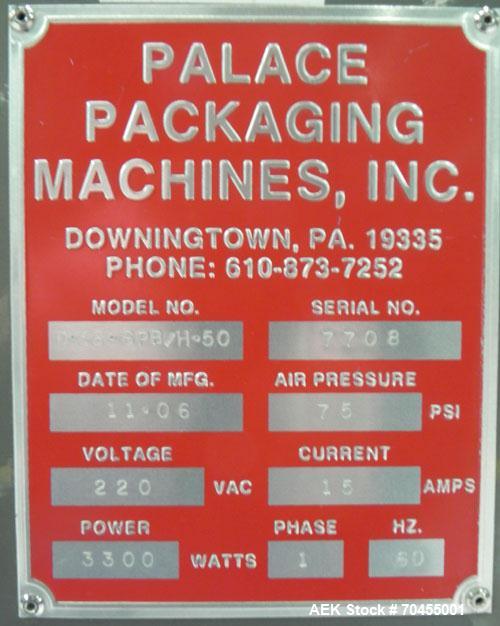 PALACE
PACKAGING
MACHINES, INC.
DOWNINGTOWN, PA. 19335
PHONE: 610-873-7252
MODEL NO. SERIAL NO.
7708
DATE OF MFG. AIR PRESSURE
11-06 75 PSI
VOLTAGE CURRENT
220 VAC 15 AMPS
POWER PHASE HZ.
3300 WATTS 1 60
AEK Stock # 70455001